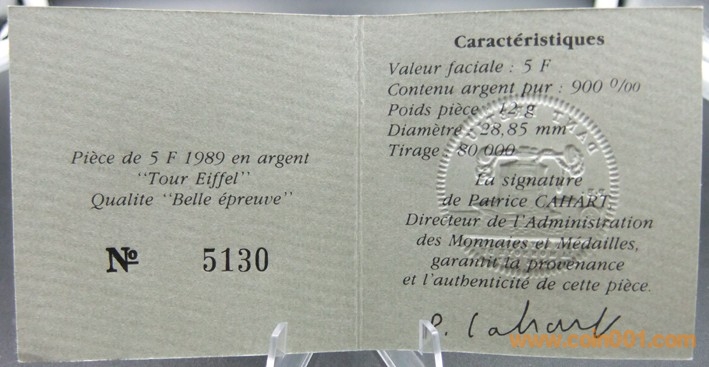 Pièce de 5 F 1989 en argent
"Tour Eiffel"
Qualite "Belle épreuve"
№ 5130
Caractéristiques
Valeur faciale : 5 F
Contenu argent pur : 900 º/oo
Poids pièce : 12 g
Diamètre : 28,85 mm
Tirage : 80 000
La signature
de Patrice CAHART,
Directeur de l'Administration
des Monnaies et Médailles,
garantit la provenance
et l'authenticité de cette pièce.
P. Cahart
www.coin001.com